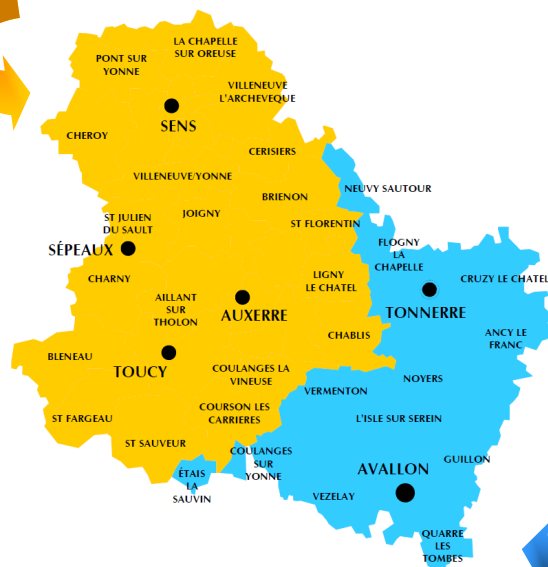 LA CHAPELLE
SUR OREUSE
PONT SUR
YONNE
VILLENEUVE
L'ARCHEVEQUE
SENS
CHEROY
CERISIERS
VILLENEUVE/YONNE
NEUVY SAUTOUR
BRIENON
JOIGNY
ST JULIEN
DU SAULT
ST FLORENTIN
SÉPEAUX
FLOGNY
LA
CHAPELLE
CHARNY
LIGNY
LE CHATEL
CRUZY LE CHATEL
AILLANT
SUR
THOLON
AUXERRE
TONNERRE
CHABLIS
ANCY LE
FRANC
BLENEAU
TOUCY
COULANGES LA
VINEUSE
NOYERS
VERMENTON
ST FARGEAU
COURSON LES
CARRIERES
L'ISLE SUR SEREIN
ST SAUVEUR
COULANGES
SUR
YONNE
GUILLON
ÉTAIS
LA
SAUVIN
AVALLON
VEZELAY
QUARRE
LES
TOMBES